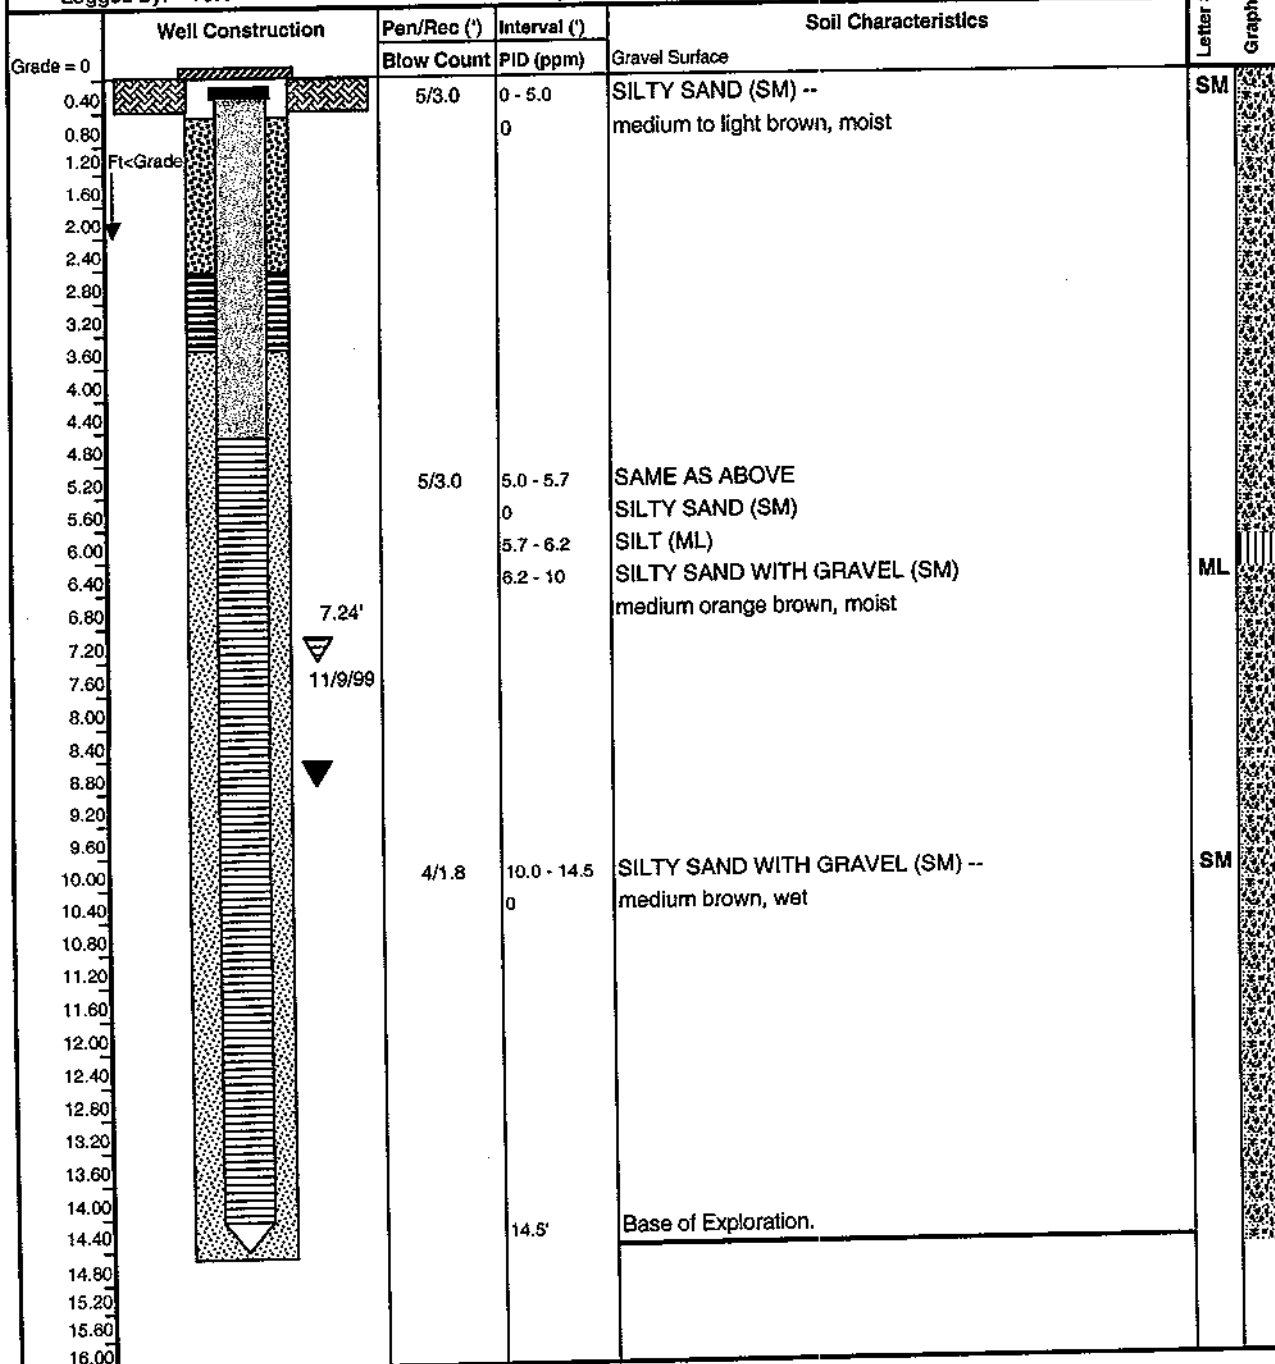 Well Construction Pen/Rec (') Interval (') Soil Characteristics Letter Graph
Grade = 0 Blow Count PID (ppm) Gravel Surface
0.40 5/3.0 0 - 5.0 SILTY SAND (SM) -- SM
0.80 0 medium to light brown, moist
1.20 Ft<Grade
1.60
2.00
2.40
2.80
3.20
3.60
4.00
4.40
4.80
5.20 5/3.0 5.0 - 5.7 SAME AS ABOVE
5.60 0 SILTY SAND (SM)
6.00 5.7 - 6.2 SILT (ML)
6.40 6.2 - 10 SILTY SAND WITH GRAVEL (SM) ML
6.80 7.24' medium orange brown, moist
7.20
7.60 11/9/99
8.00
8.40
8.80
9.20
9.60
10.00 4/1.8 10.0 - 14.5 SILTY SAND WITH GRAVEL (SM) -- SM
10.40 0 medium brown, wet
10.80
11.20
11.60
12.00
12.40
12.80
13.20
13.60
14.00
14.40 14.5' Base of Exploration.
14.80
15.20
15.60
16.00